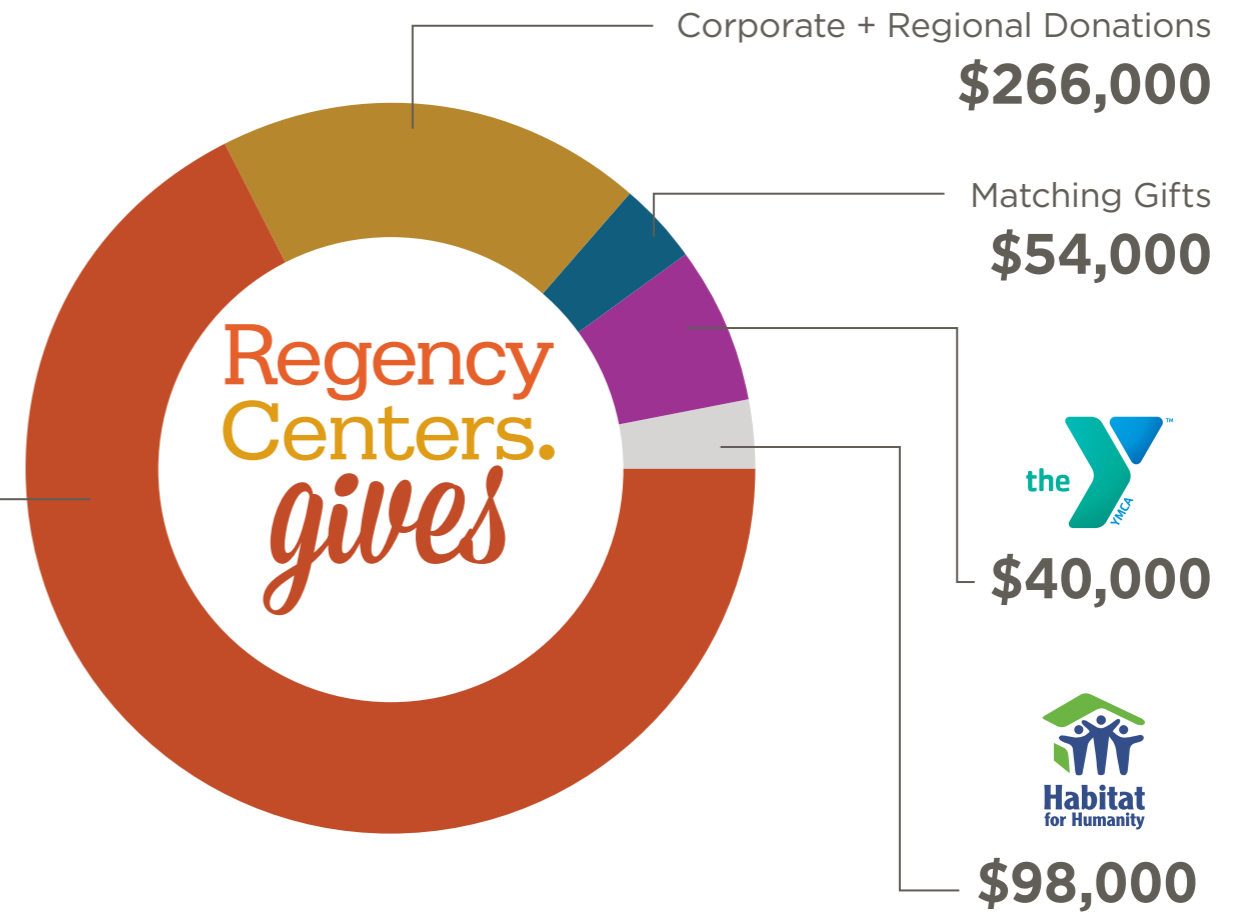 Corporate + Regional Donations
$266,000
Matching Gifts
$54,000
Regency
Centers.
gives
the
YMCA
™
$40,000
Habitat
for Humanity
$98,000